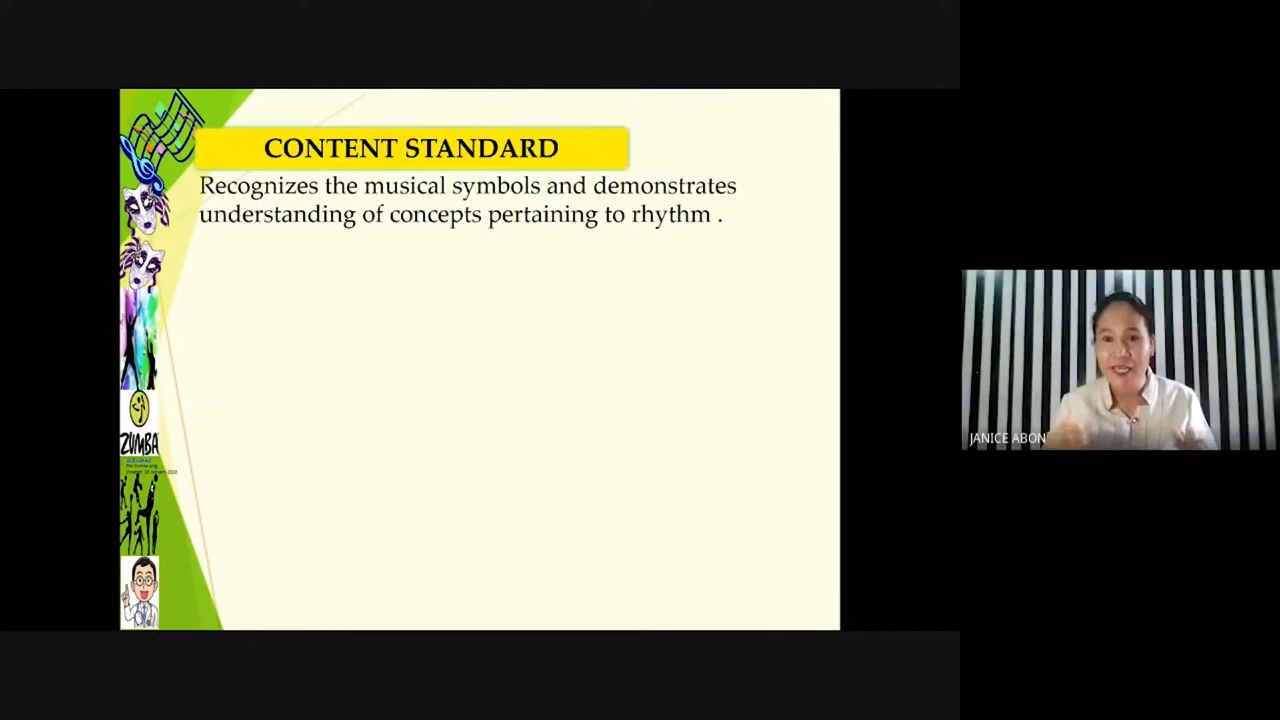 CONTENT STANDARD
Recognizes the musical symbols and demonstrates
understanding of concepts pertaining to rhythm .
ZUMBA
JANICE ABON